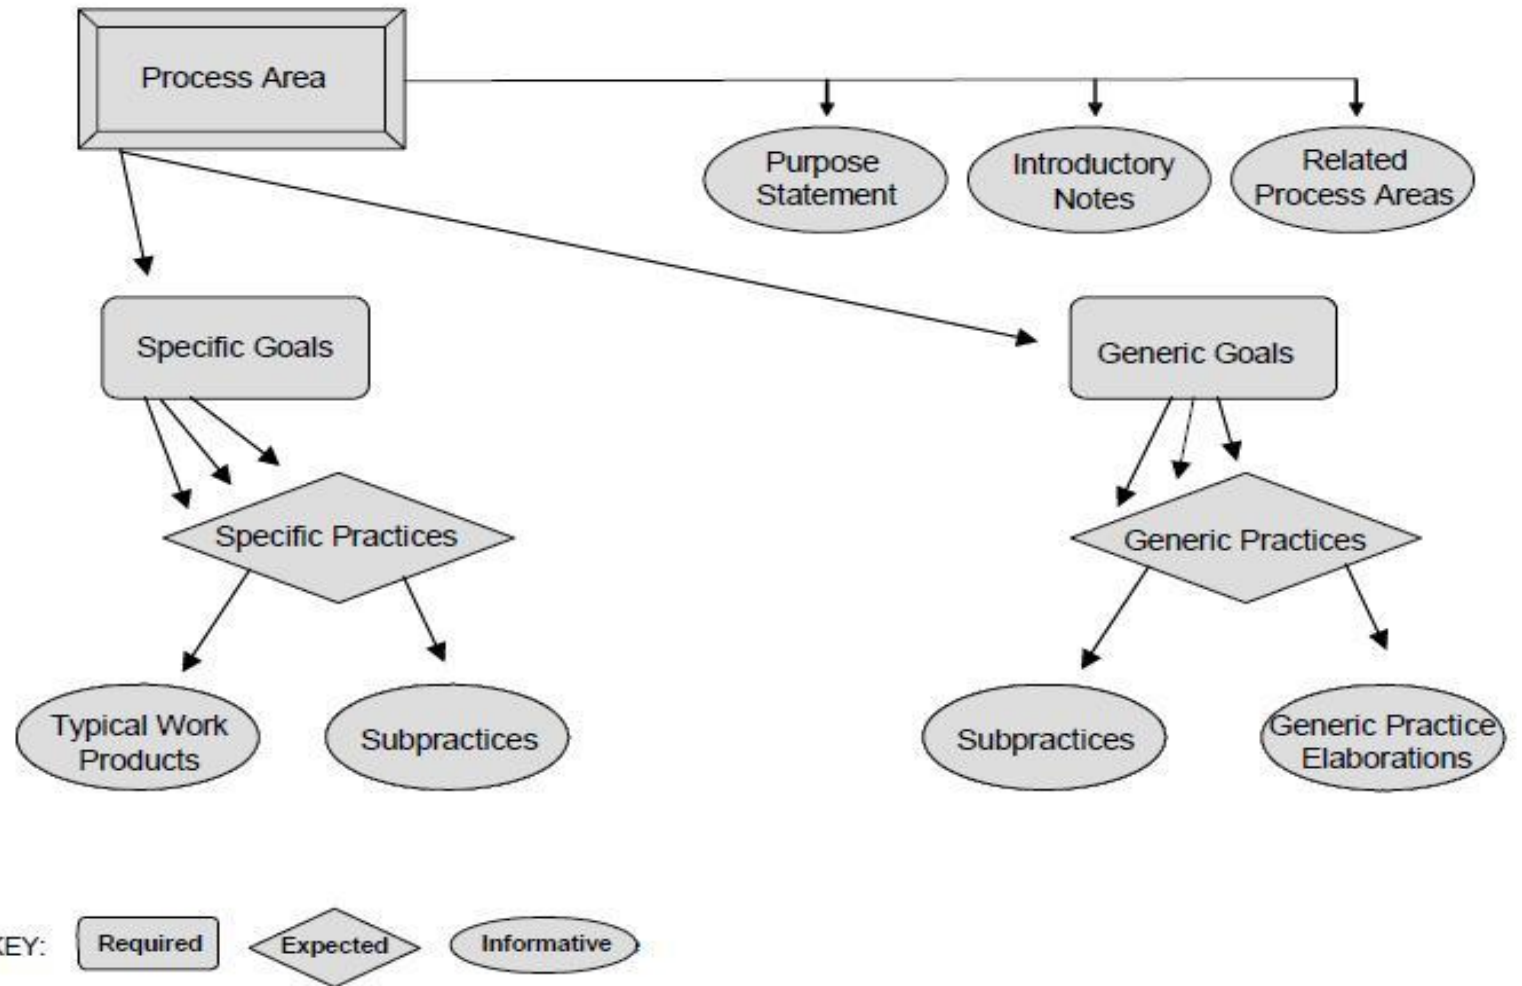 Process Area
Purpose
Statement
Introductory
Notes
Related
Process Areas
Specific Goals
Generic Goals
Specific Practices
Generic Practices
Typical Work
Products
Subpractices
Subpractices
Generic Practice
Elaborations
KEY:
Required
Expected
Informative